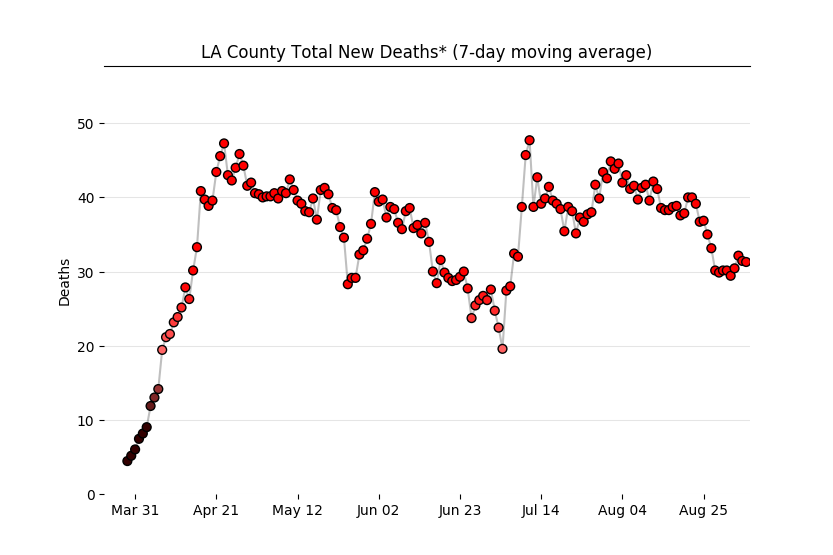 LA County Total New Deaths* (7-day moving average)
50
40
30
20
10
0
Deaths
Mar 31 Apr 21 May 12 Jun 02 Jun 23 Jul 14 Aug 04 Aug 25